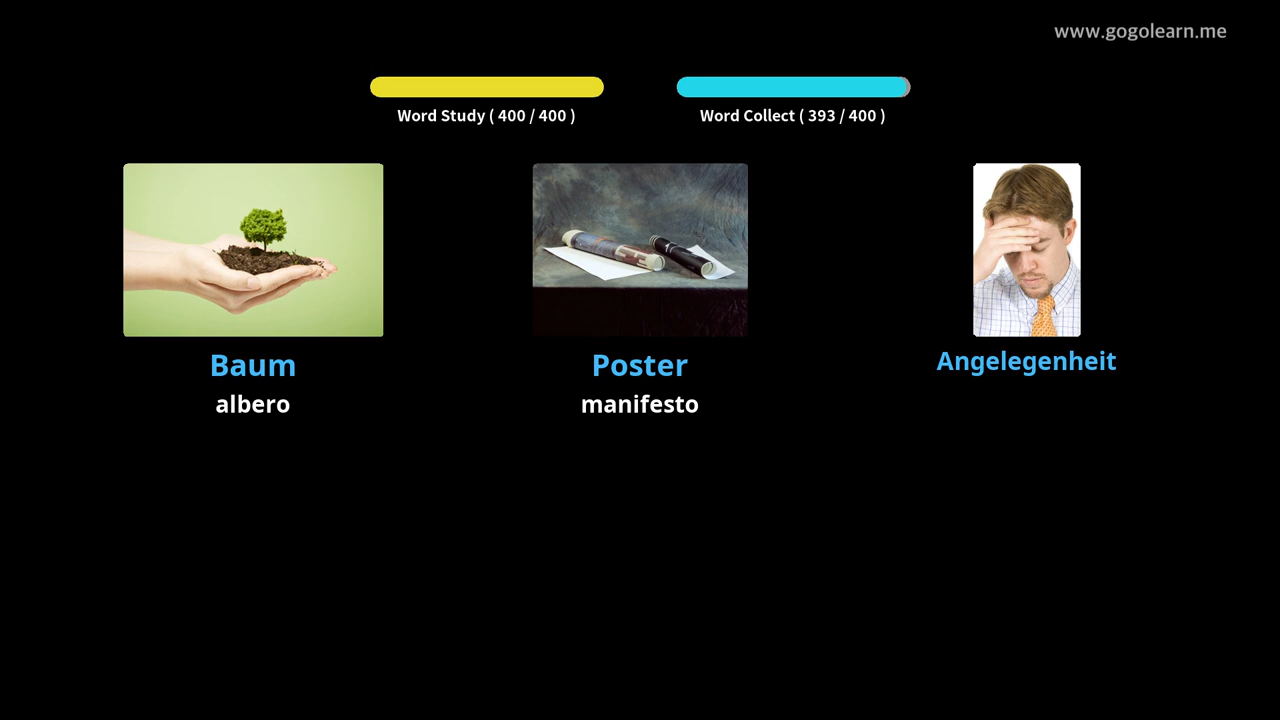 www.gogolearn.me
Word Study ( 400 / 400 )
Word Collect ( 393 / 400 )
Baum
albero
Poster
manifesto
Angelegenheit